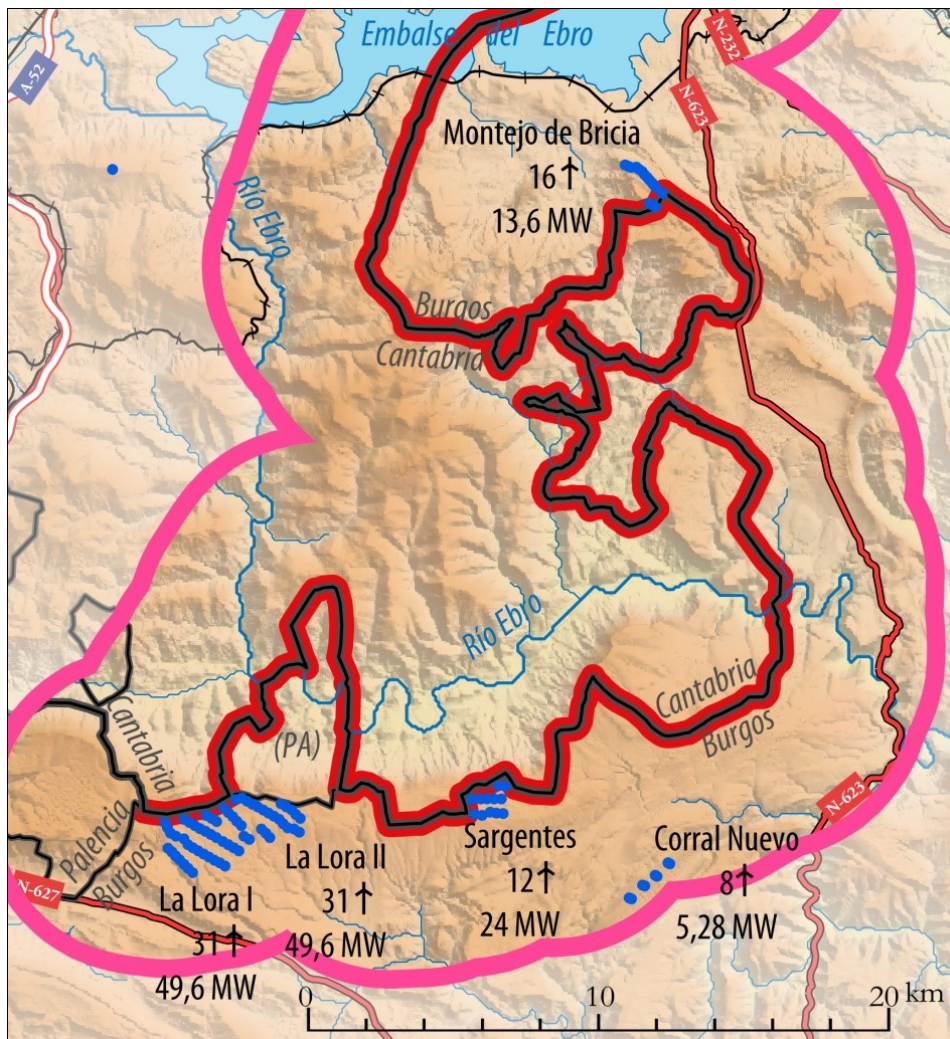 Embalse del Ebro
A-52
N-232
N-623
Montejo de Bricia
16↑
13,6 MW
Río Ebro
Burgos
Cantabria
Río Ebro
Cantabria
Burgos
(PA)
Cantabria
Palencia
Burgos
N-627
N-623
La Lora I
31↑
49,6 MW
La Lora II
31↑
49,6 MW
Sargentes
12↑
24 MW
Corral Nuevo
8↑
5,28 MW
0 10 20 km